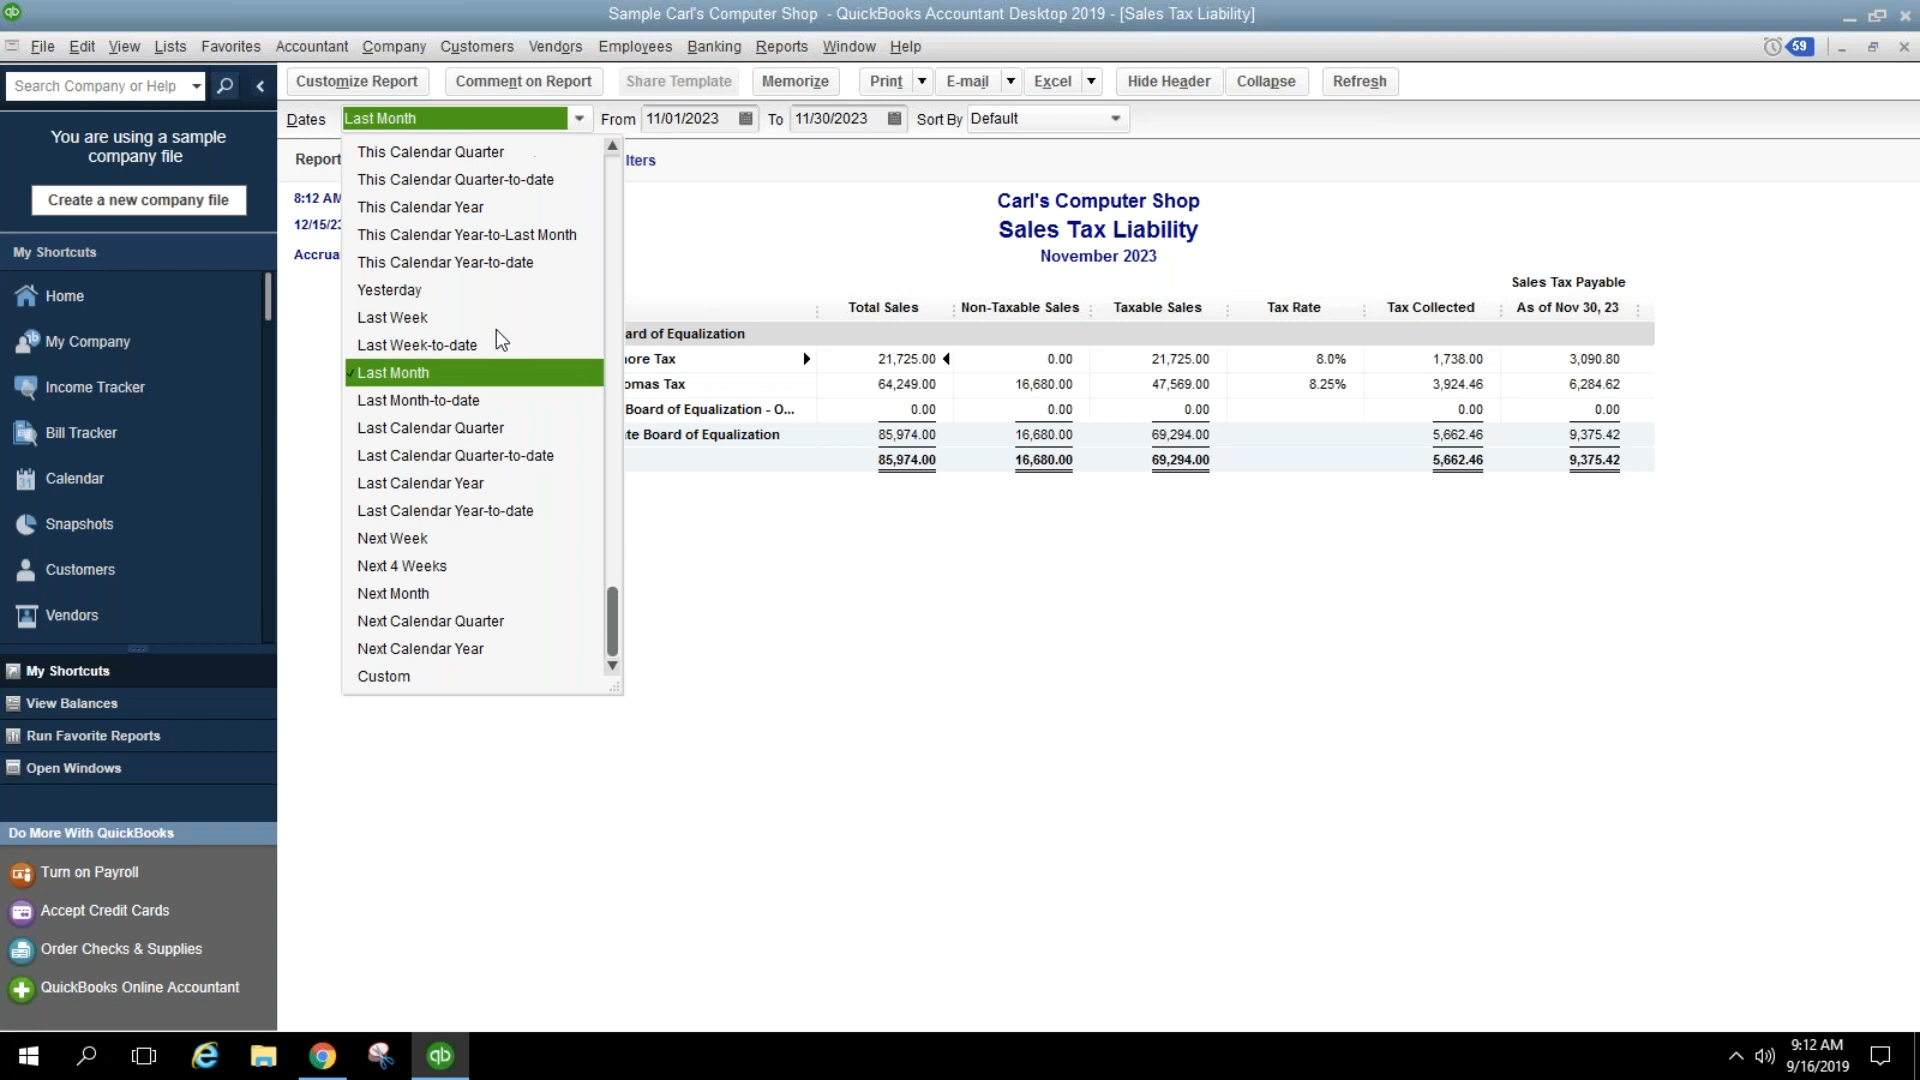 Sample Carl's Computer Shop - QuickBooks Accountant Desktop 2019 - [Sales Tax Liability]
File Edit View Lists Favorites Accountant Company Customers Vendors Employees Banking Reports Window Help
59
Search Company or Help
Customize Report Comment on Report Share Template Memorize Print E-mail Excel Hide Header Collapse Refresh
Dates Last Month From 11/01/2023 To 11/30/2023 Sort By Default
You are using a sample
company file
Create a new company file
My Shortcuts
Home
My Company
Income Tracker
Bill Tracker
Calendar
31
Snapshots
Customers
Vendors
My Shortcuts
View Balances
Run Favorite Reports
Open Windows
Do More With QuickBooks
Turn on Payroll
Accept Credit Cards
Order Checks & Supplies
QuickBooks Online Accountant
Report
lters
8:12 AM
12/15/23
Accrua
This Calendar Quarter
This Calendar Quarter-to-date
This Calendar Year
This Calendar Year-to-Last Month
This Calendar Year-to-date
Yesterday
Last Week
Last Week-to-date
Last Month
Last Month-to-date
Last Calendar Quarter
Last Calendar Quarter-to-date
Last Calendar Year
Last Calendar Year-to-date
Next Week
Next 4 Weeks
Next Month
Next Calendar Quarter
Next Calendar Year
Custom
Carl's Computer Shop
Sales Tax Liability
November 2023
Sales Tax Payable
Total Sales Non-Taxable Sales Taxable Sales Tax Rate Tax Collected As of Nov 30, 23
ard of Equalization
ore Tax 21,725.00 0.00 21,725.00 8.0% 1,738.00 3,090.80
omas Tax 64,249.00 16,680.00 47,569.00 8.25% 3,924.46 6,284.62
Board of Equalization - O... 0.00 0.00 0.00 0.00 0.00
te Board of Equalization 85,974.00 16,680.00 69,294.00 5,662.46 9,375.42
85,974.00 16,680.00 69,294.00 5,662.46 9,375.42
qb
9:12 AM
9/16/2019